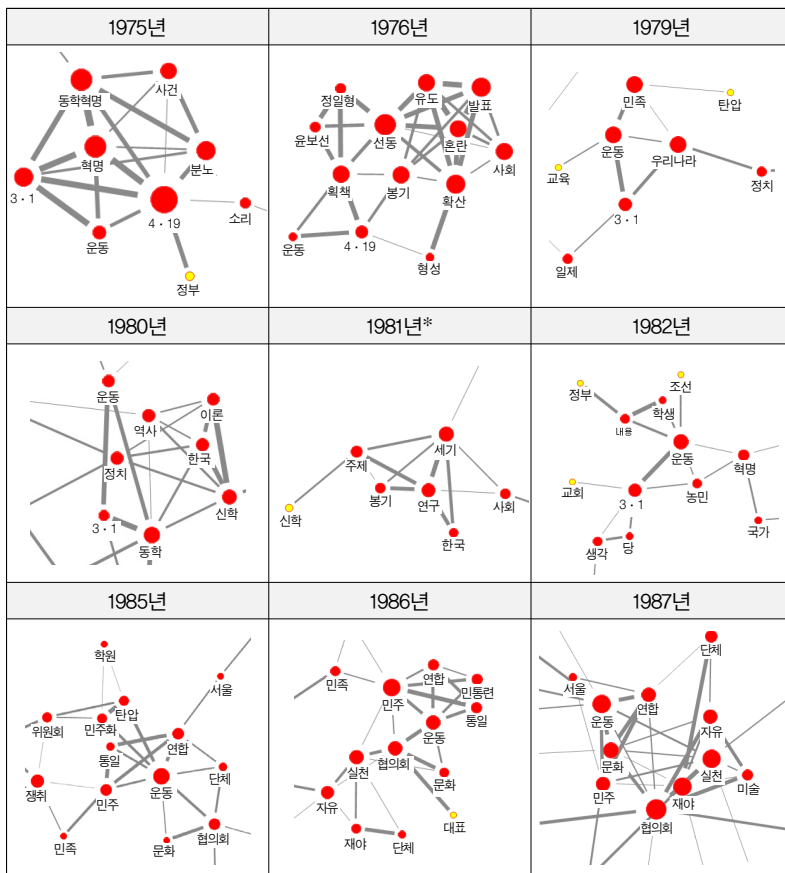 1975년
1976년
1979년
동학혁명
사건
혁명
분노
3·1
4·19
운동
소리
정부
정일형
유도
발표
윤보선
선동
혼란
사회
획책
봉기
확산
운동
4·19
형성
민족
탄압
운동
우리나라
교육
정치
3·1
일제
1980년
1981년*
1982년
운동
이론
역사
한국
정치
신학
3·1
동학
세기
주제
봉기
연구
사회
신학
한국
정부
조선
학생
내용
운동
혁명
교회
3·1
농민
국가
생각
당
1985년
1986년
1987년
학원
서울
탄압
위원회
민주화
연합
통일
쟁취
민주
운동
단체
민족
문화
협의회
민족
연합
민주
민통련
통일
운동
실천
협의회
문화
자유
대표
재야
단체
단체
서울
연합
운동
자유
문화
실천
민주
재야
미술
협의회